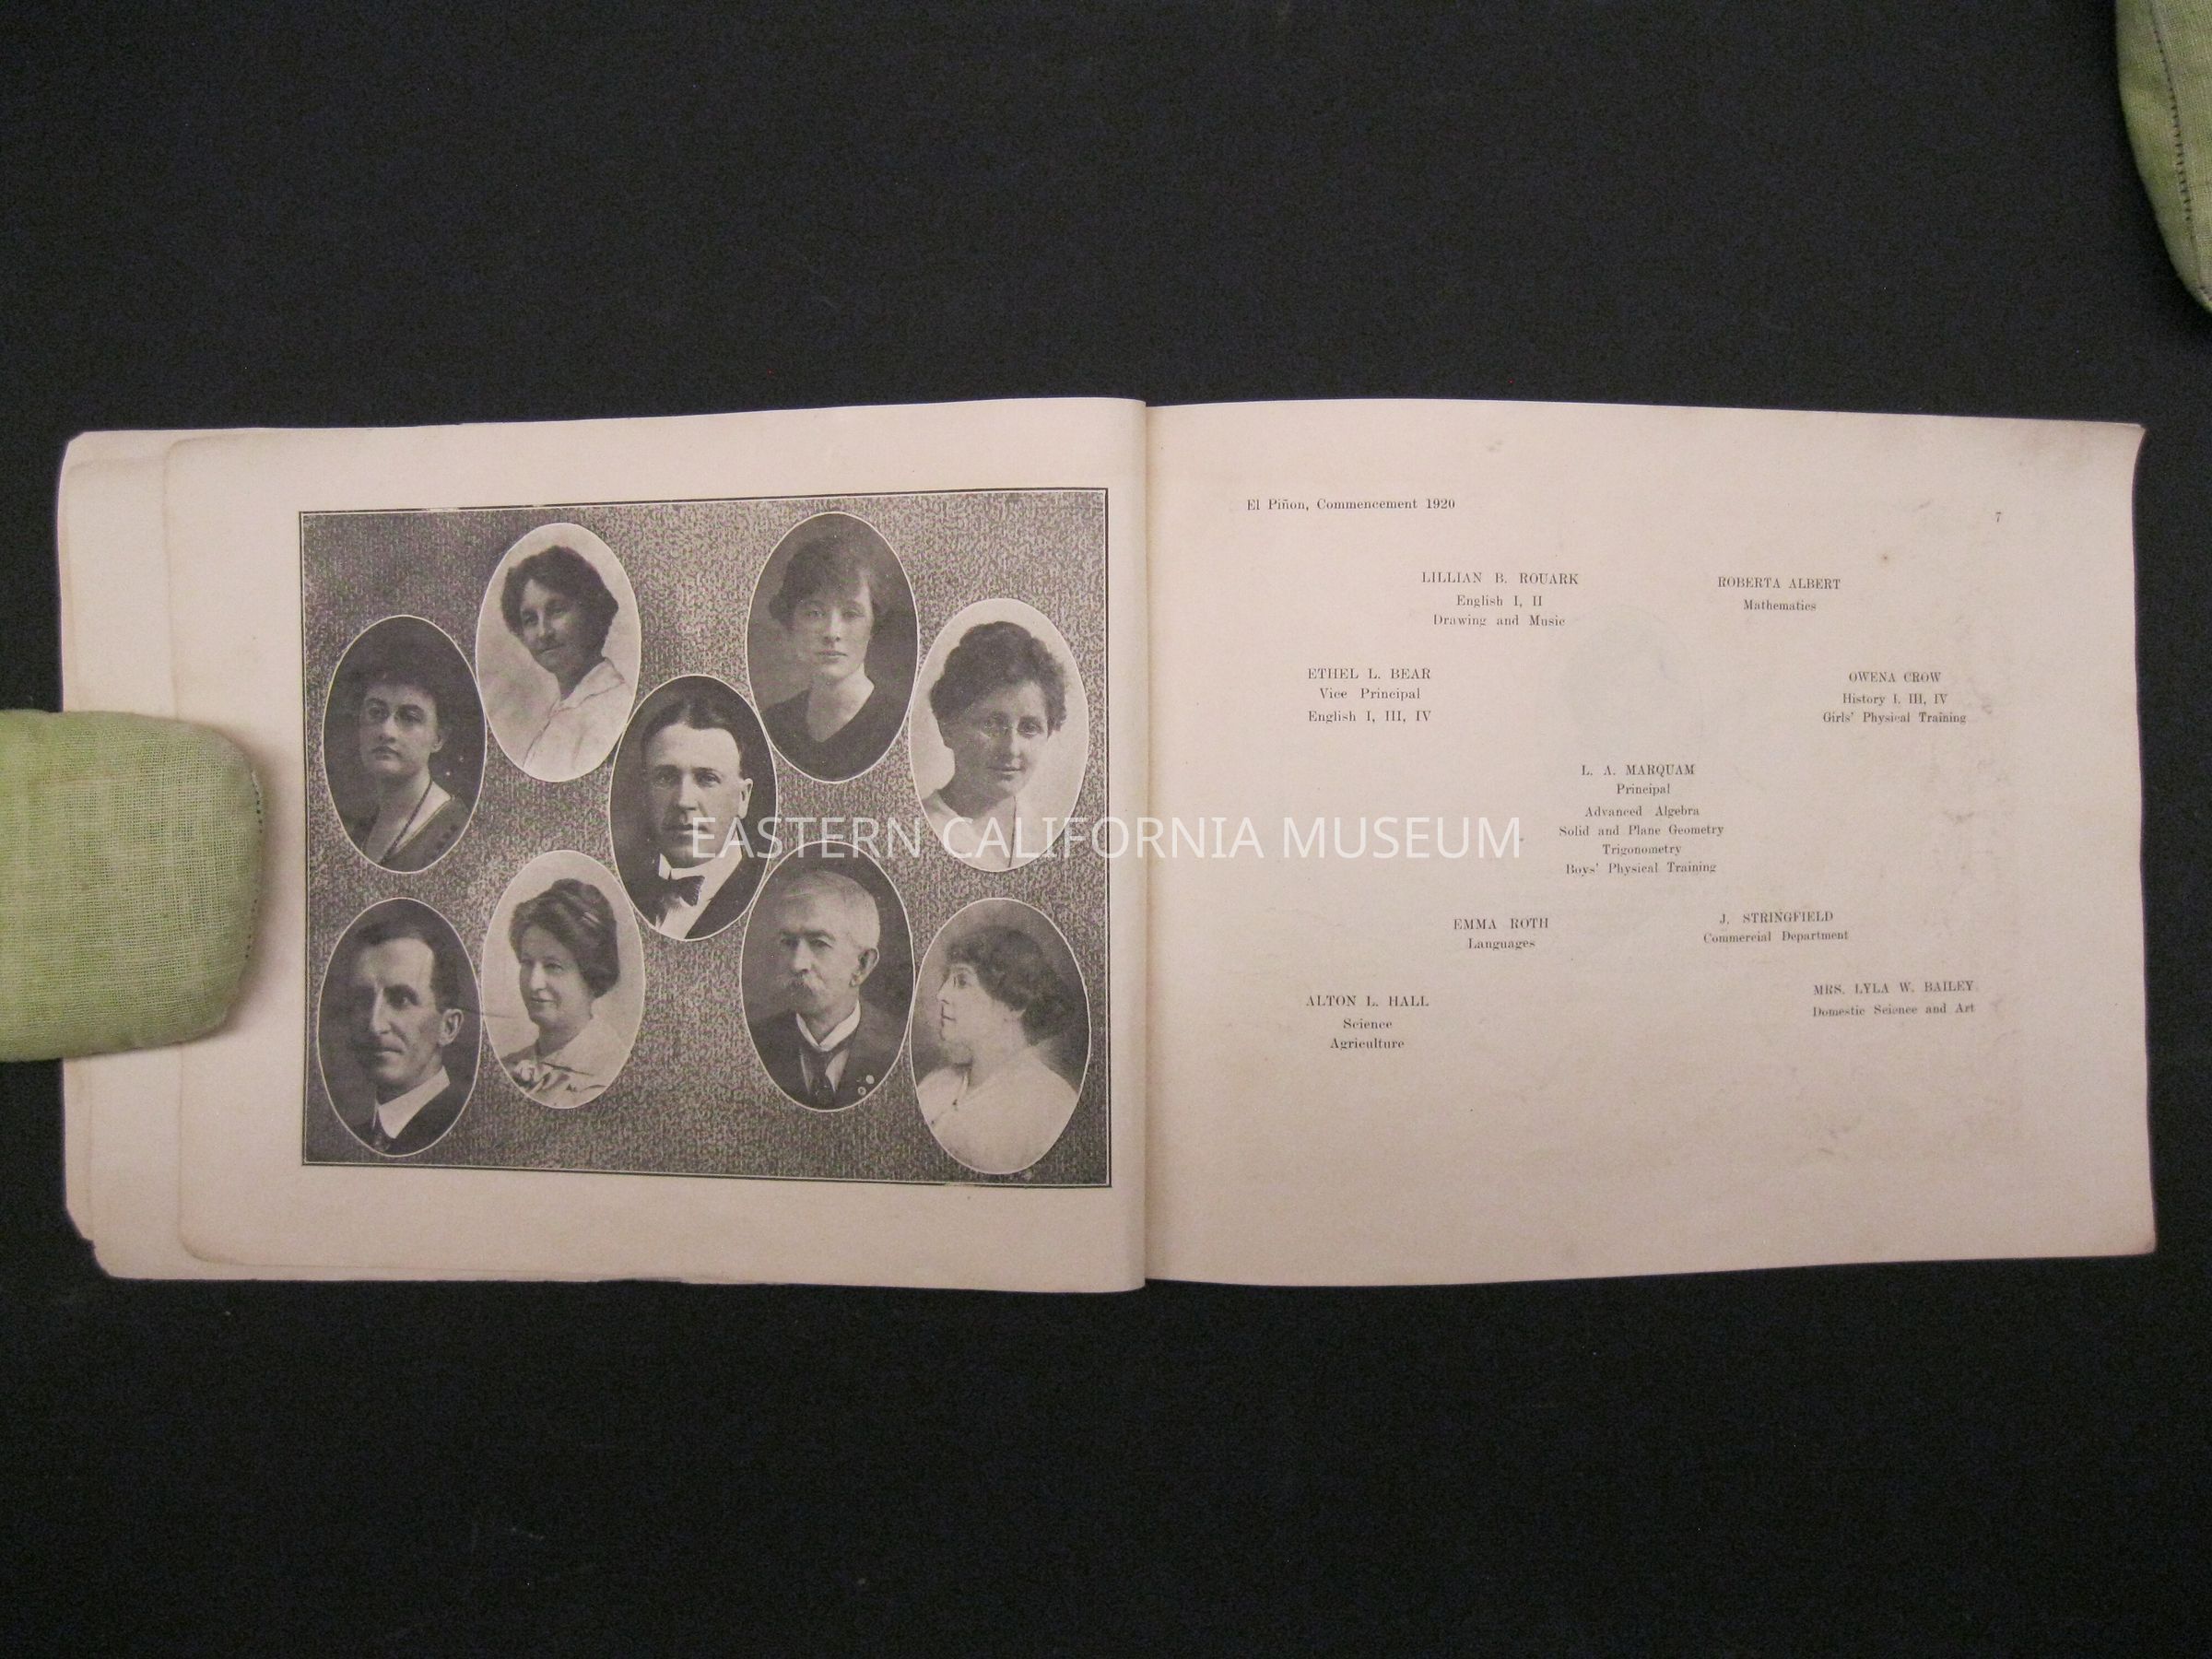 El Piñon, Commencement 1920
7
LILLIAN B. ROUARK
English I, II
Drawing and Music
ROBERTA ALBERT
Mathematics
ETHEL L. BEAR
Vice Principal
English I, III, IV
OWENA CROW
History I, III, IV
Girls' Physical Training
L. A. MARQUAM
Principal
Advanced Algebra
Solid and Plane Geometry
Trigonometry
Boys' Physical Training
EMMA ROTH
Languages
J. STRINGFIELD
Commercial Department
ALTON L. HALL
Science
Agriculture
MRS. LYLA W. BAILEY
Domestic Science and Art
EASTERN CALIFORNIA MUSEUM